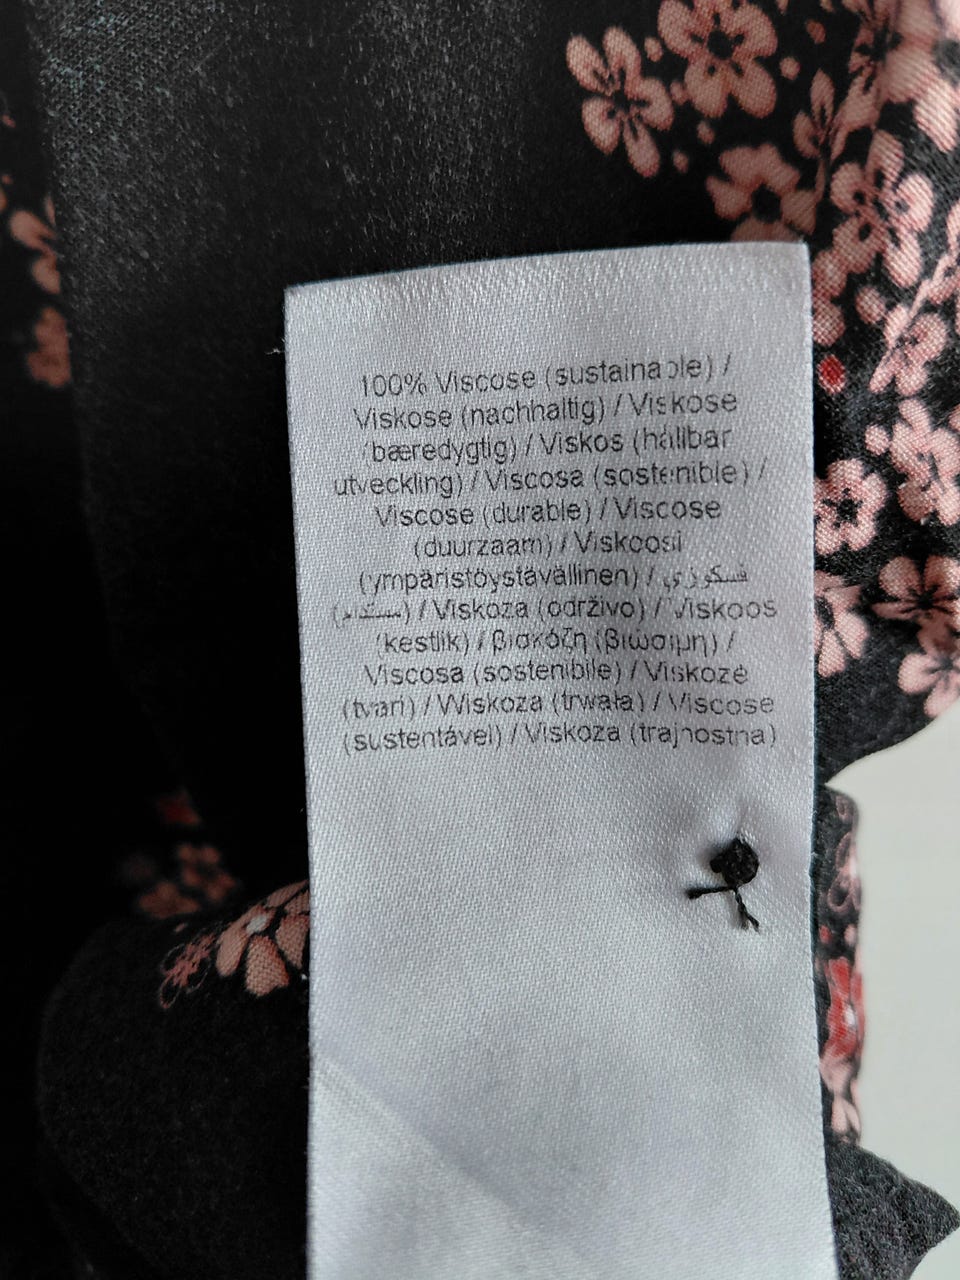 100% Viscose (sustainable) /
Viskose (nachhaltig) / Viskose
(bæredygtig) / Viskos (hållbar
utveckling) / Viscosa (sostenible) /
Viscose (durable) / Viscose
(duurzaam) / Viskoosi
(ympäristöystävällinen) / فسكوزي
(مستدام) / Viskoza (održivo) / Viskoos
(kestlik) / βισκόζη (βιώσιμη) /
Viscosa (sostenibile) / Viskozė
(tvari) / Wiskoza (trwała) / Viscose
(sustentável) / Viskoza (trajnostna)